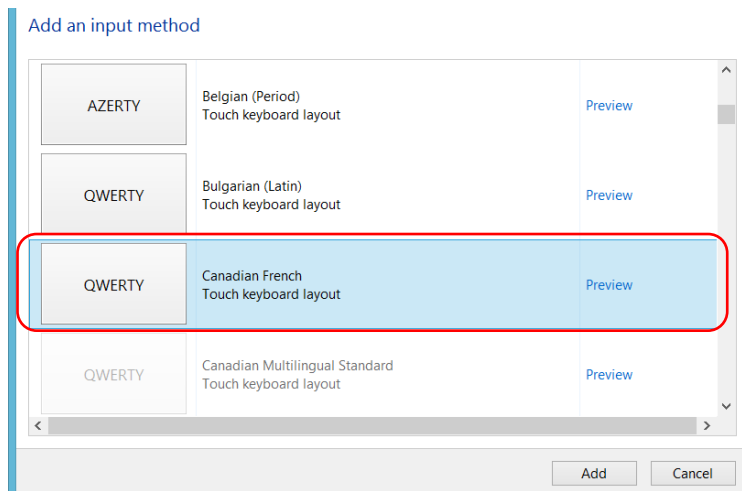 Add an input method
AZERTY
Belgian (Period)
Touch keyboard layout
Preview
QWERTY
Bulgarian (Latin)
Touch keyboard layout
Preview
QWERTY
Canadian French
Touch keyboard layout
Preview
QWERTY
Canadian Multilingual Standard
Touch keyboard layout
Preview
Add
Cancel